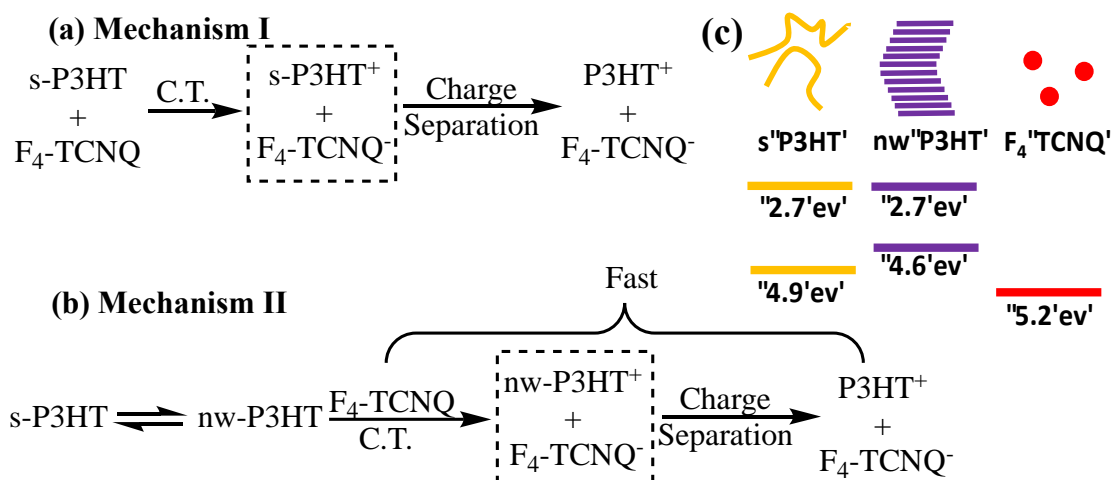 (a) Mechanism I
s-P3HT
+
F₄-TCNQ
C.T.
s-P3HT⁺
+
F₄-TCNQ⁻
Charge
Separation
P3HT⁺
+
F₄-TCNQ⁻
(c)
s"P3HT' nw"P3HT' F₄"TCNQ'
"2.7'ev' "2.7'ev'
"4.6'ev'
"4.9'ev'
"5.2'ev'
(b) Mechanism II
Fast
s-P3HT
nw-P3HT
F₄-TCNQ
C.T.
nw-P3HT⁺
+
F₄-TCNQ⁻
Charge
Separation
P3HT⁺
+
F₄-TCNQ⁻